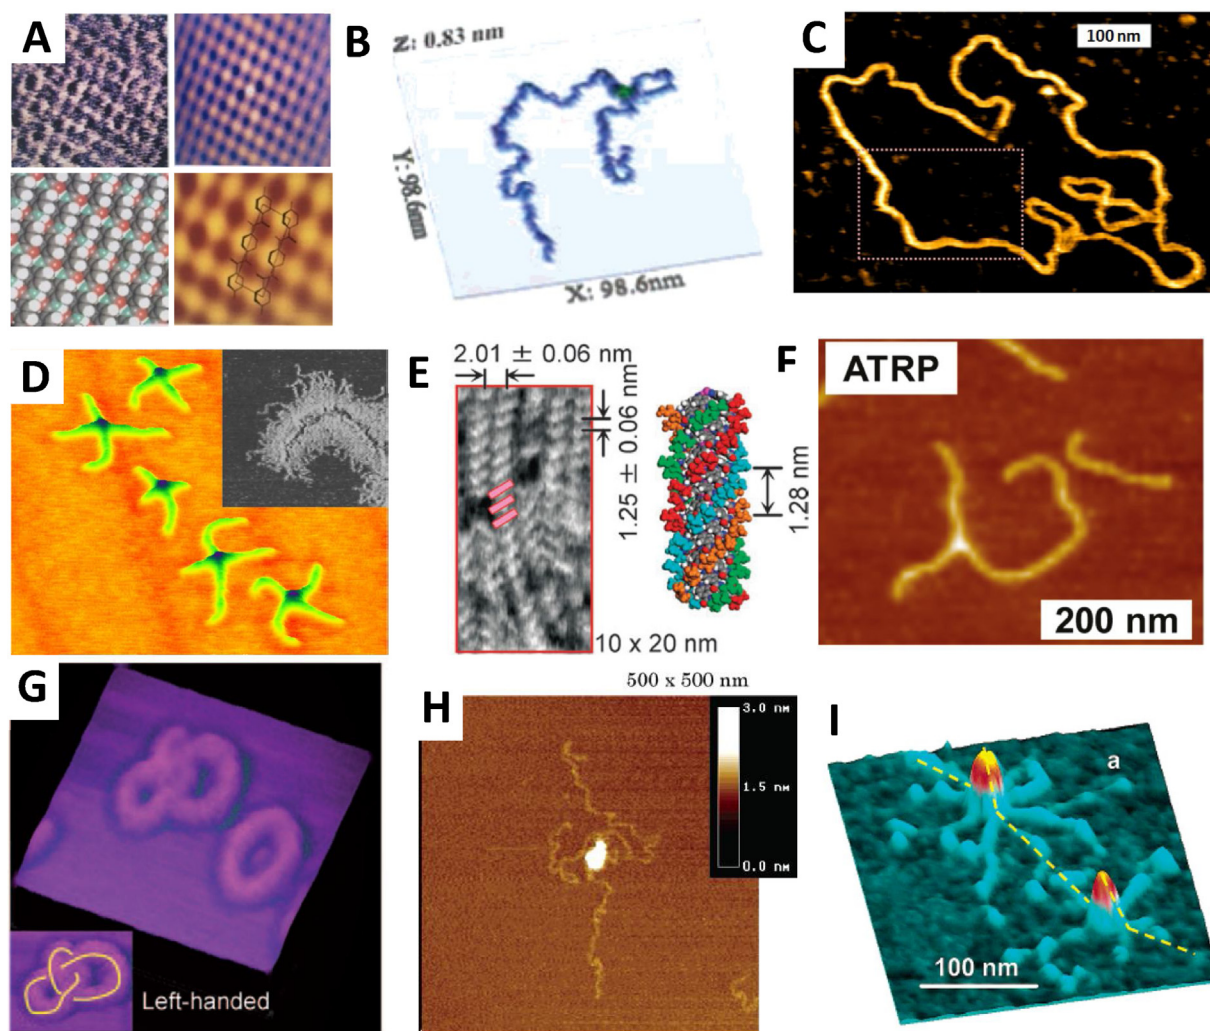 A
B
Z: 0.83 nm
Y: 98.6nm
X: 98.6nm
C
100 nm
D
E
2.01 ± 0.06 nm
1.25 ± 0.06 nm
1.28 nm
10 x 20 nm
F
ATRP
200 nm
G
Left-handed
H
500 x 500 nm
3.0 nm
1.5 nm
0.0 nm
I
a
100 nm